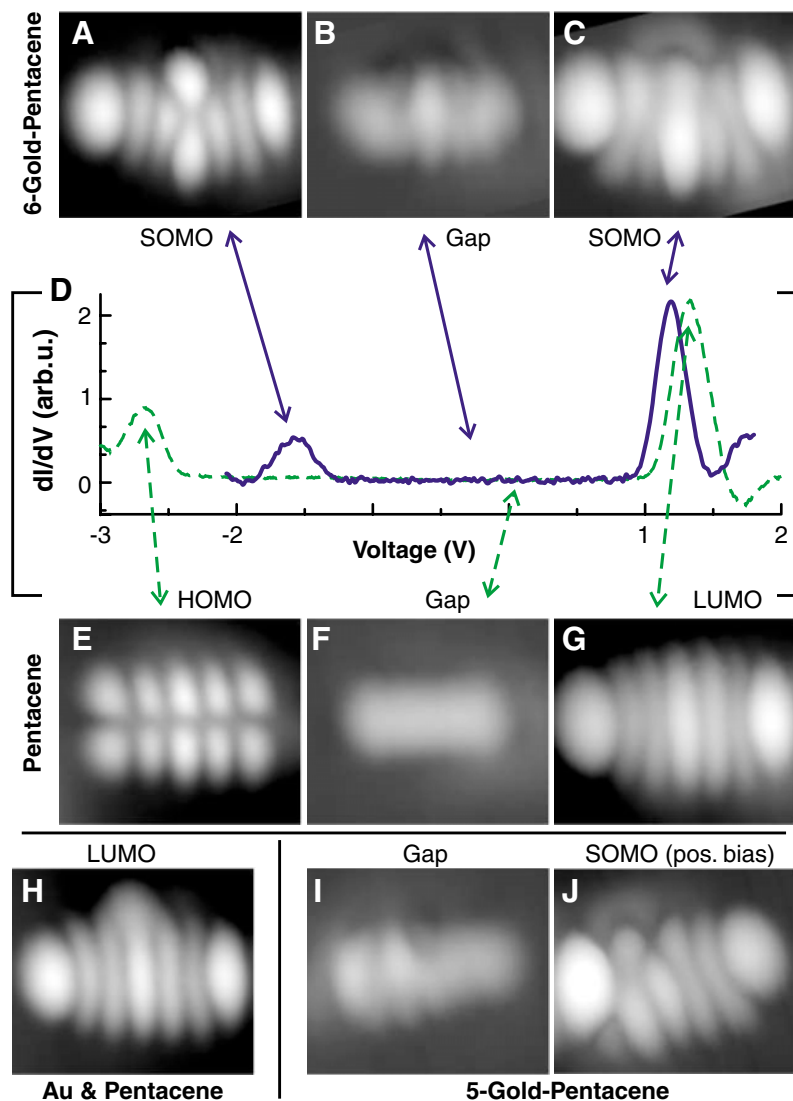 6-Gold-Pentacene
A
B
C
SOMO
Gap
SOMO
D
dI/dV (arb.u.)
2
1
0
-3
-2
1
2
Voltage (V)
HOMO
Gap
LUMO
Pentacene
E
F
G
LUMO
Gap
SOMO (pos. bias)
H
I
J
Au & Pentacene
5-Gold-Pentacene